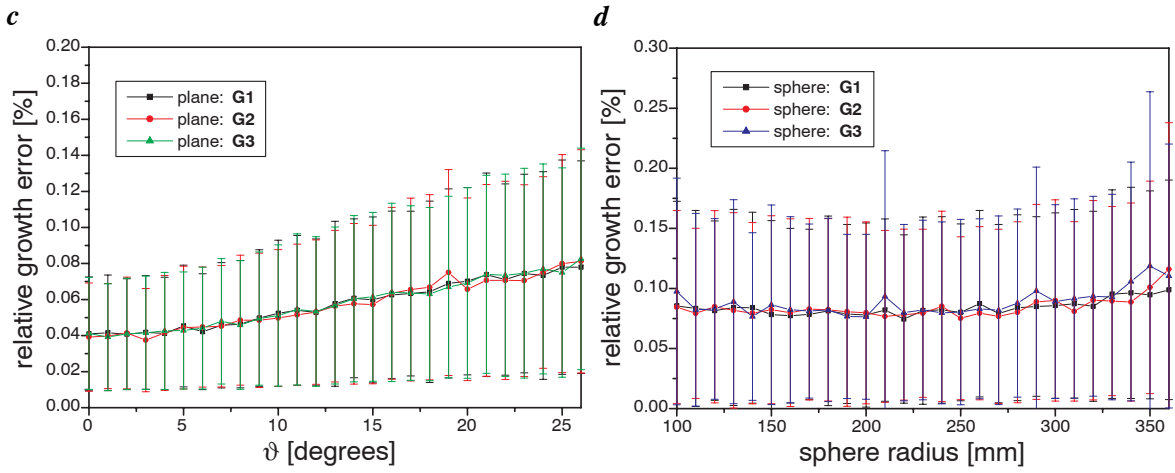 c
relative growth error [%]
0.20
0.18
0.16
0.14
0.12
0.10
0.08
0.06
0.04
0.02
0.00
plane: G1
plane: G2
plane: G3
0 5 10 15 20 25
ϑ [degrees]
d
relative growth error [%]
0.30
0.25
0.20
0.15
0.10
0.05
0.00
sphere: G1
sphere: G2
sphere: G3
100 150 200 250 300 350
sphere radius [mm]